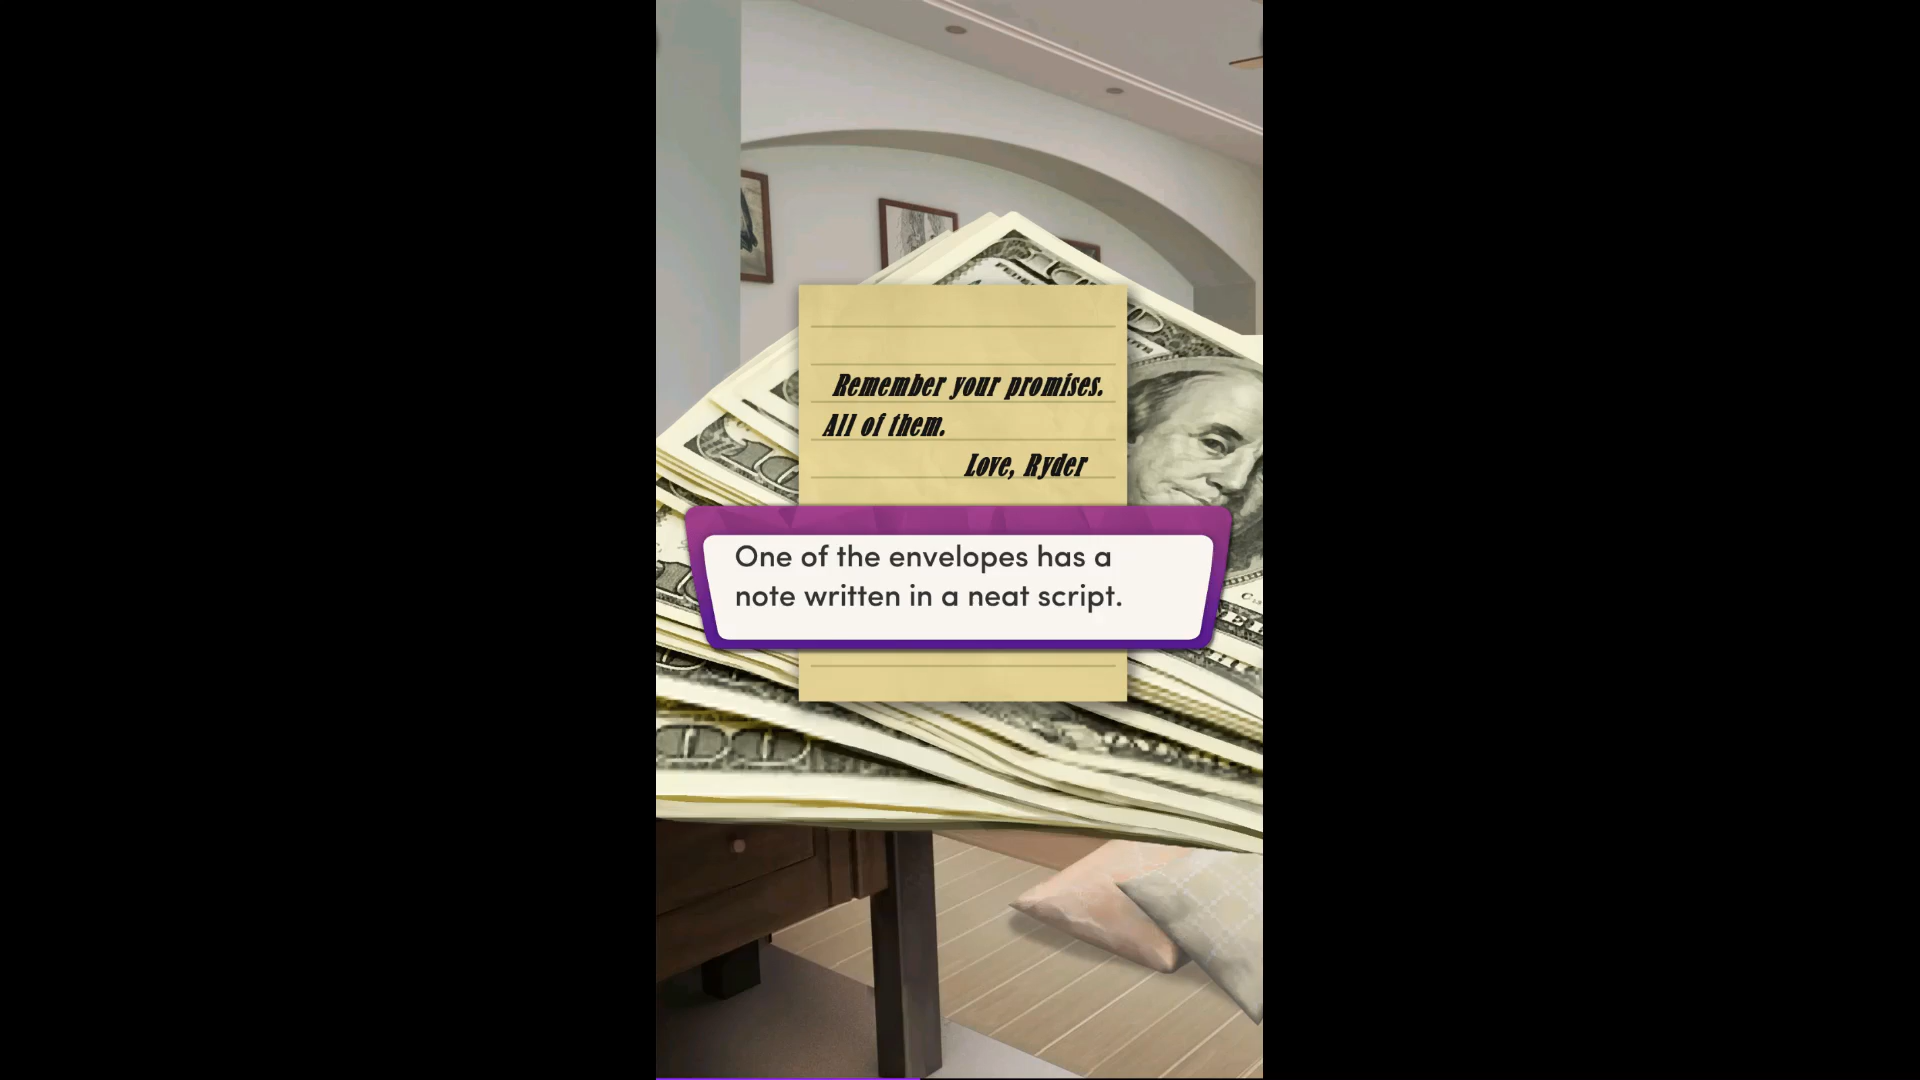 Remember your promises.
All of them.
Love, Ryder
One of the envelopes has a
note written in a neat script.